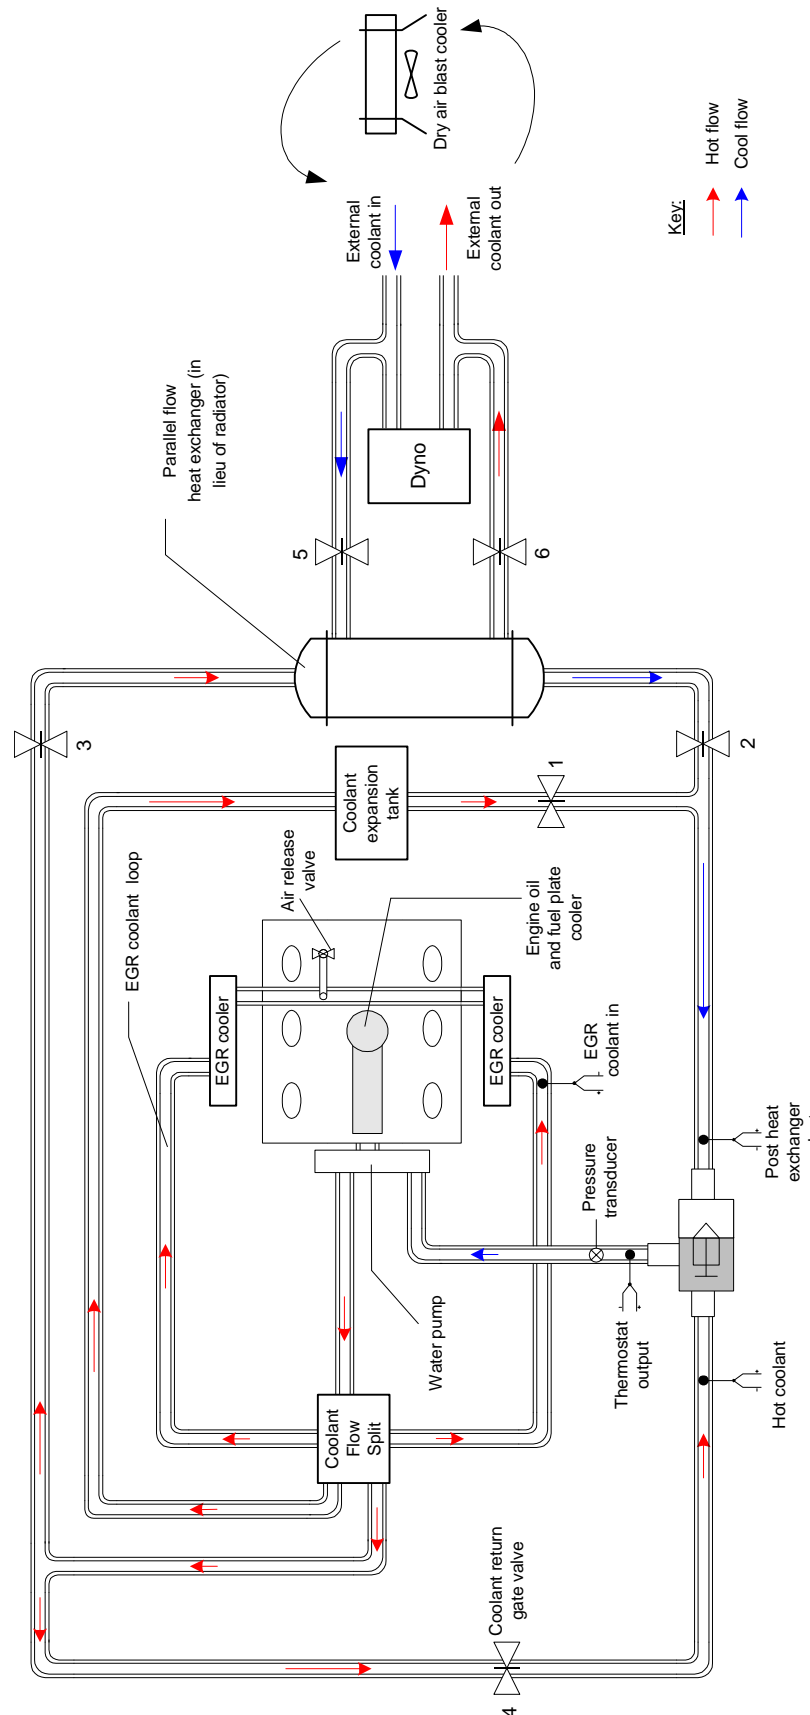 Dry air blast cooler
External
coolant in
External
coolant out
Key:
Hot flow
Cool flow
Parallel flow
heat exchanger (in
lieu of radiator)
Dyno
5
6
3
2
1
Coolant
expansion
tank
EGR coolant loop
Air release
valve
Engine oil
and fuel plate
cooler
EGR cooler
EGR cooler
EGR
coolant in
Post heat
exchanger
Pressure
transducer
Water pump
Thermostat
output
Hot coolant
Coolant
Flow
Split
Coolant return
gate valve
4